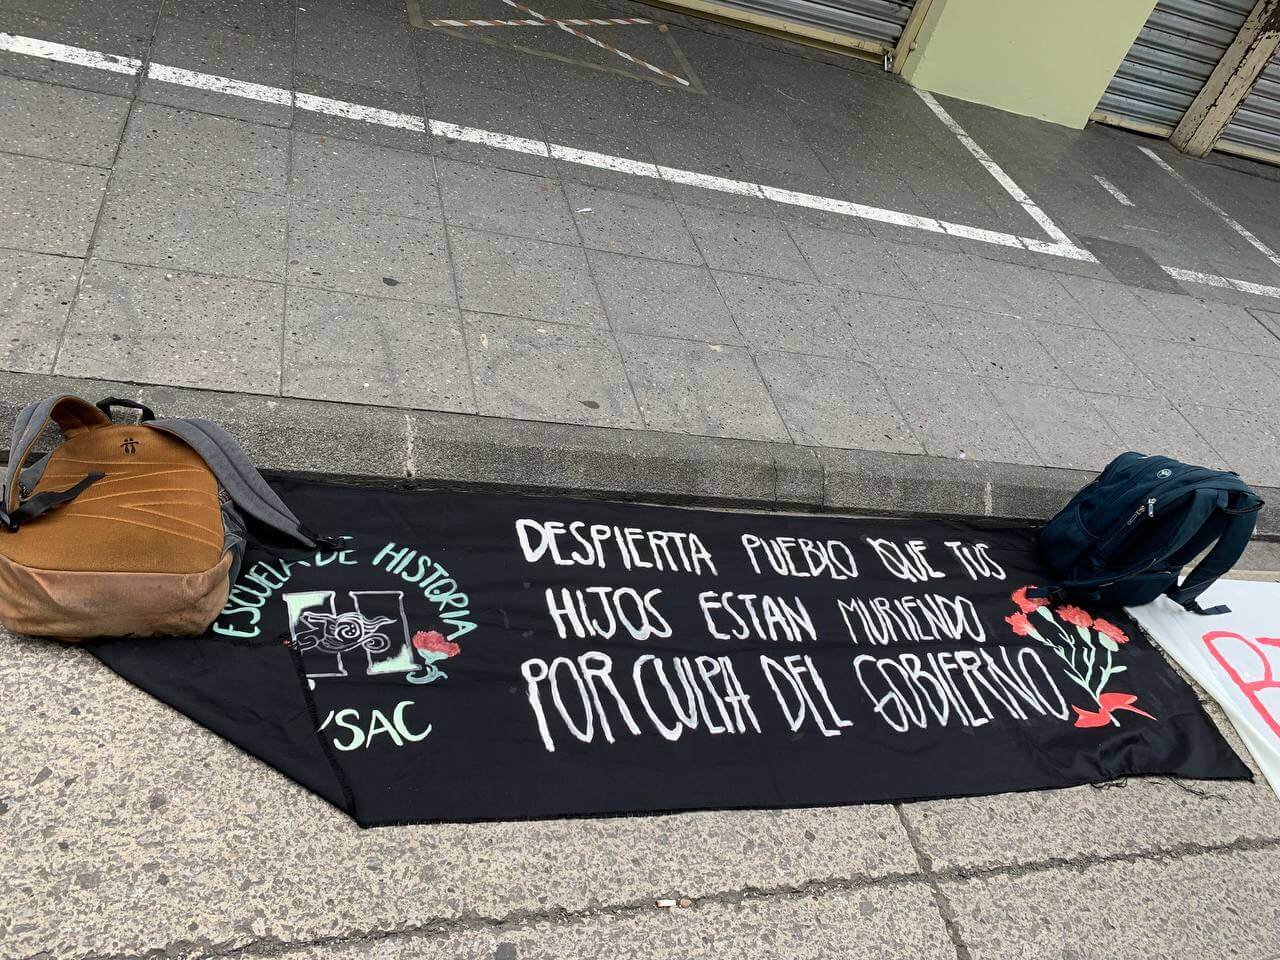 ESCUELA DE HISTORIA
USAC
DESPIERTA PUEBLO QUE TUS
HIJOS ESTAN MURIENDO
POR CULPA DEL GOBIERNO